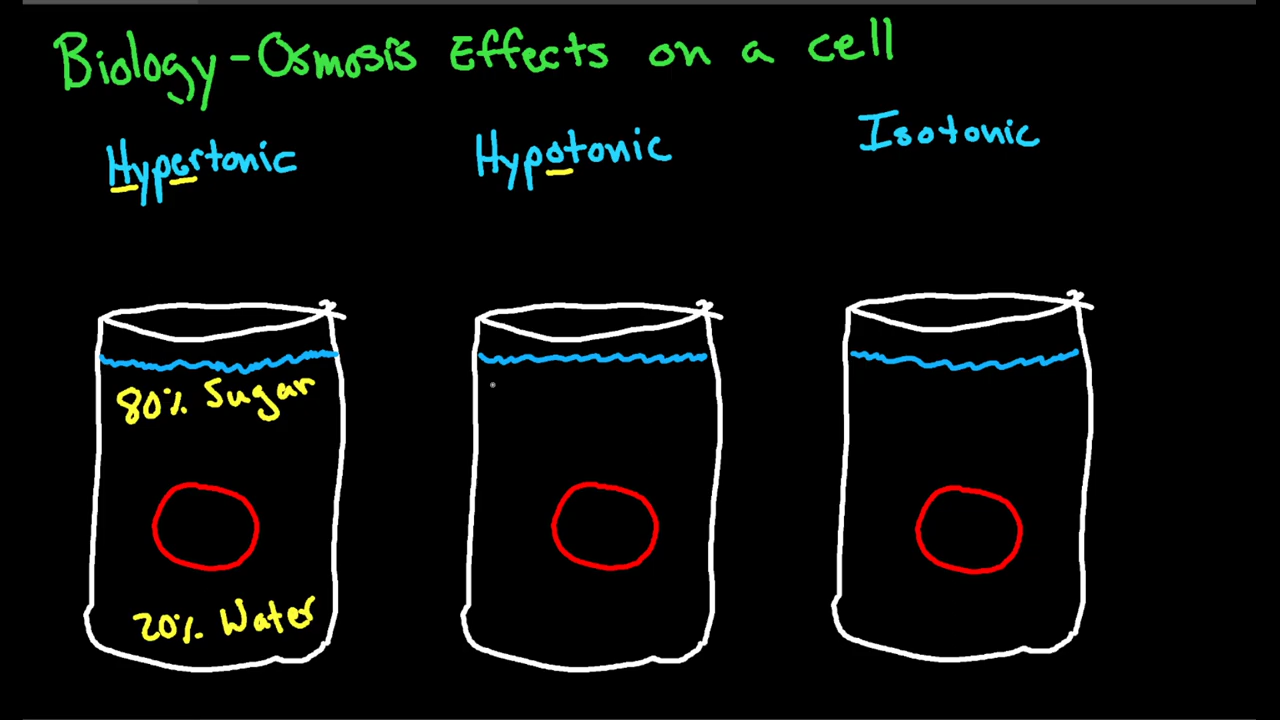 Biology - Osmosis Effects on a cell
Hypertonic
Hypotonic
Isotonic
80% Sugar
20% Water